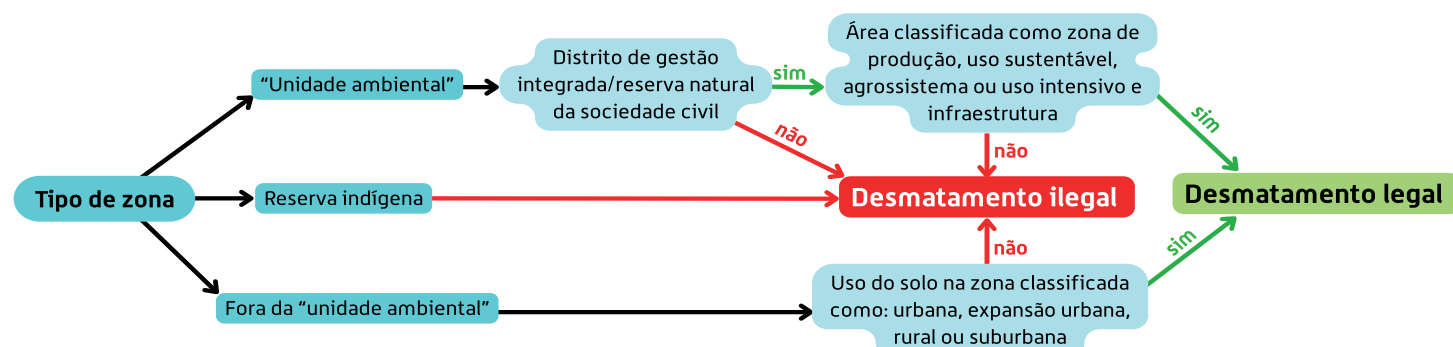 Tipo de zona
“Unidade ambiental”
Distrito de gestão
integrada/reserva natural
da sociedade civil
sim
não
Área classificada como zona de
produção, uso sustentável,
agrossistema ou uso intensivo e
infraestrutura
sim
não
Reserva indígena
Desmatamento ilegal
Desmatamento legal
Fora da “unidade ambiental”
não
sim
Uso do solo na zona classificada
como: urbana, expansão urbana,
rural ou suburbana